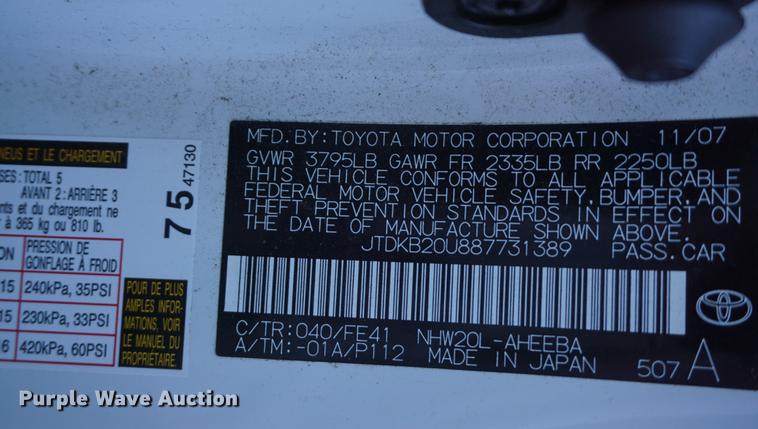 NEUS ET LE CHARGEMENT
SES: TOTAL 5
AVANT 2: ARRIÈRE 3
nts et du chargement ne
r à 365 kg ou 810 lb.
ON PRESSION DE
GONFLAGE À FROID
15 240kPa, 35PSI
15 230kPa, 33PSI
6 420kPa, 60PSI
POUR DE PLUS
AMPLES INFOR-
MATIONS, VOIR
LE MANUEL DU
PROPRIÉTAIRE.
75 47130
MFD.BY: TOYOTA MOTOR CORPORATION 11/07
GVWR 3795LB GAWR FR 2335LB RR 2250LB
THIS VEHICLE CONFORMS TO ALL APPLICABLE
FEDERAL MOTOR VEHICLE SAFETY, BUMPER, AND
THEFT PREVENTION STANDARDS IN EFFECT ON
THE DATE OF MANUFACTURE SHOWN ABOVE.
JTDKB20U887731389 PASS.CAR
C/TR:040/FE41 NHW20L-AHEEBA
A/TM:-01A/P112 MADE IN JAPAN 507 A
Purple Wave Auction